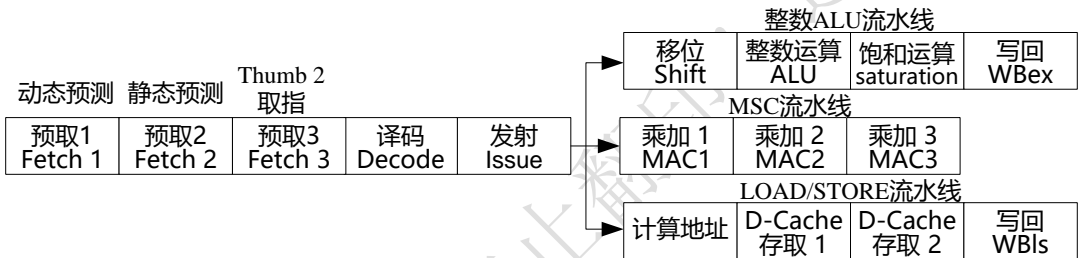 整数ALU流水线
移位 整数运算 饱和运算 写回
Shift ALU saturation WBex
动态预测 静态预测 Thumb 2
取指
MSC流水线
预取1 预取2 预取3 译码 发射 乘加 1 乘加 2 乘加 3
Fetch 1 Fetch 2 Fetch 3 Decode Issue MAC1 MAC2 MAC3
LOAD/STORE流水线
计算地址 D-Cache D-Cache 写回
存取 1 存取 2 WBls
止翻印